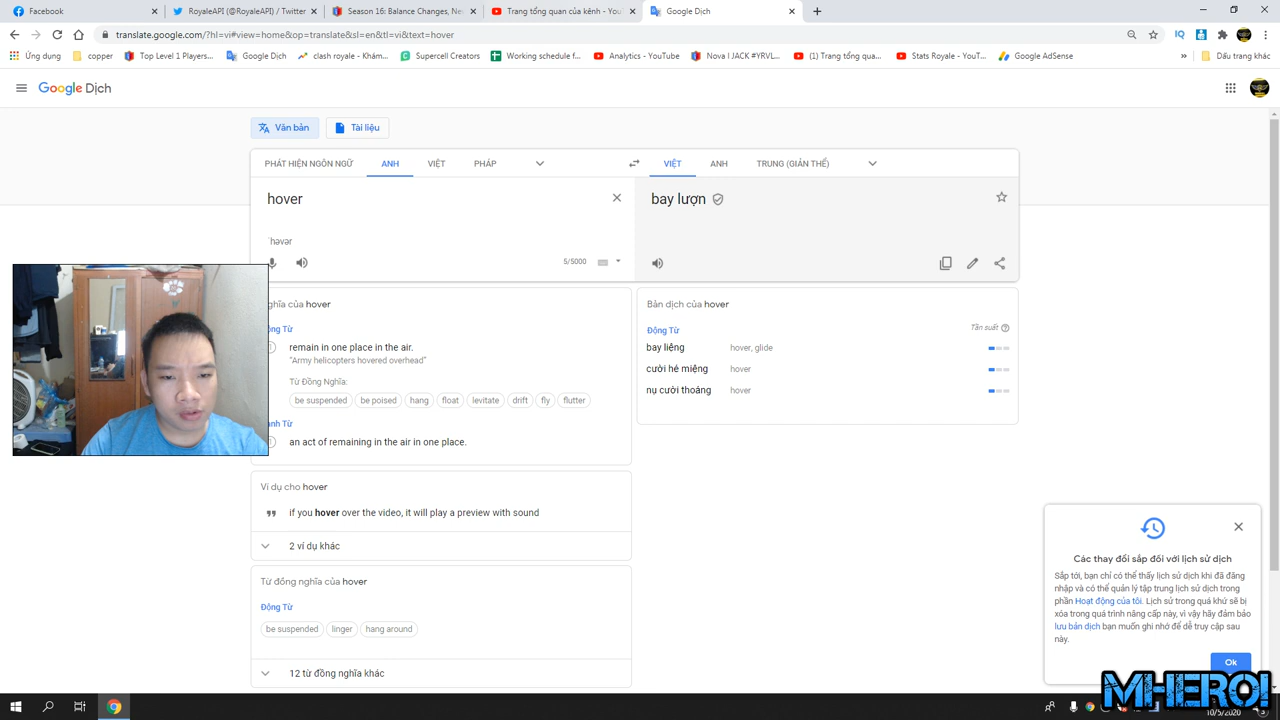 Facebook
RoyaleAPI (@RoyaleAPI) / Twitter
Season 16: Balance Changes, Ne
Trang tổng quan của kênh - You
Google Dịch
translate.google.com/?hl=vi#view=home&op=translate&sl=en&tl=vi&text=hover
Ứng dụng
copper
Top Level 1 Players...
Google Dịch
clash royale - Khám...
Supercell Creators
Working schedule f...
Analytics - YouTube
Nova I JACK #YRVL...
(1) Trang tổng qua...
Stats Royale - YouT...
Google AdSense
»
Dấu trang khác
Google Dịch
Văn bản
Tài liệu
PHÁT HIỆN NGÔN NGỮ
ANH
VIỆT
PHÁP
VIỆT
ANH
TRUNG (GIẢN THỂ)
hover
bay lượn
ˈhəvər
5/5000
nghĩa của hover
remain in one place in the air.
"Army helicopters hovered overhead"
Từ Đồng Nghĩa:
be suspended
be poised
hang
float
levitate
drift
fly
flutter
an act of remaining in the air in one place.
Bản dịch của hover
Động Từ
Tần suất
bay liệng
hover, glide
cười hé miệng
hover
nụ cười thoảng
hover
Ví dụ cho hover
if you hover over the video, it will play a preview with sound
2 ví dụ khác
Từ đồng nghĩa của hover
Động Từ
be suspended
linger
hang around
12 từ đồng nghĩa khác
Các thay đổi sắp đối với lịch sử dịch
Sắp tới, bạn chỉ có thể thấy lịch sử dịch khi đã đăng
nhập và có thể quản lý tập trung lịch sử dịch trong
phần Hoạt động của tôi. Lịch sử trong quá khứ sẽ bị
xóa trong quá trình nâng cấp này, vì vậy hãy đảm bảo
lưu bản dịch bạn muốn ghi nhớ để dễ truy cập sau
này.
Ok
MHERO!
10/5/2020